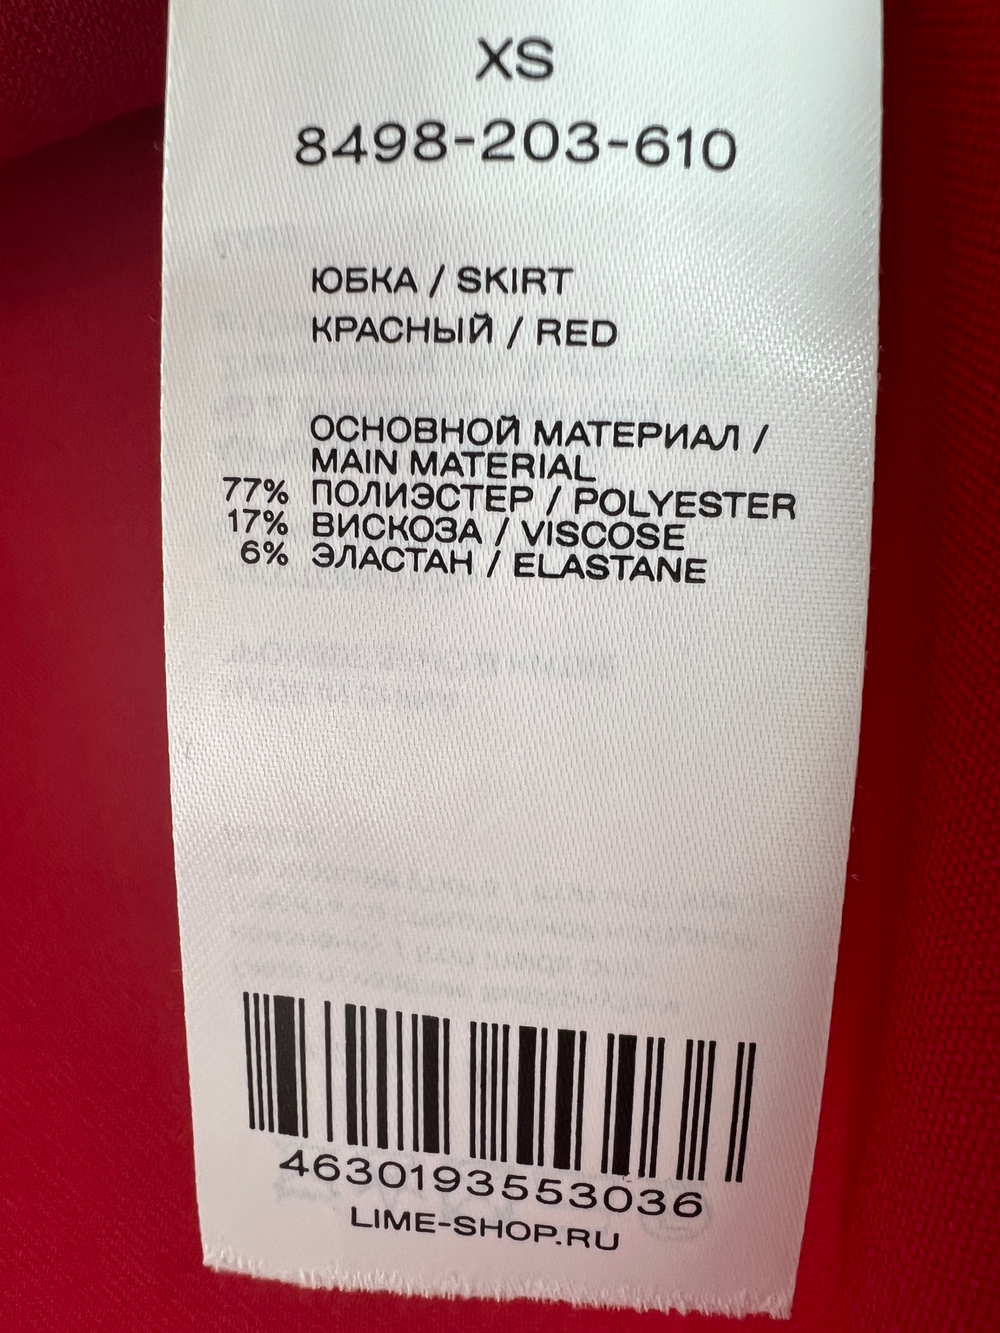 XS
8498-203-610
ЮБКА / SKIRT
КРАСНЫЙ / RED
ОСНОВНОЙ МАТЕРИАЛ /
MAIN MATERIAL
77% ПОЛИЭСТЕР / POLYESTER
17% ВИСКОЗА / VISCOSE
6% ЭЛАСТАН / ELASTANE
4630193553036
LIME-SHOP.RU